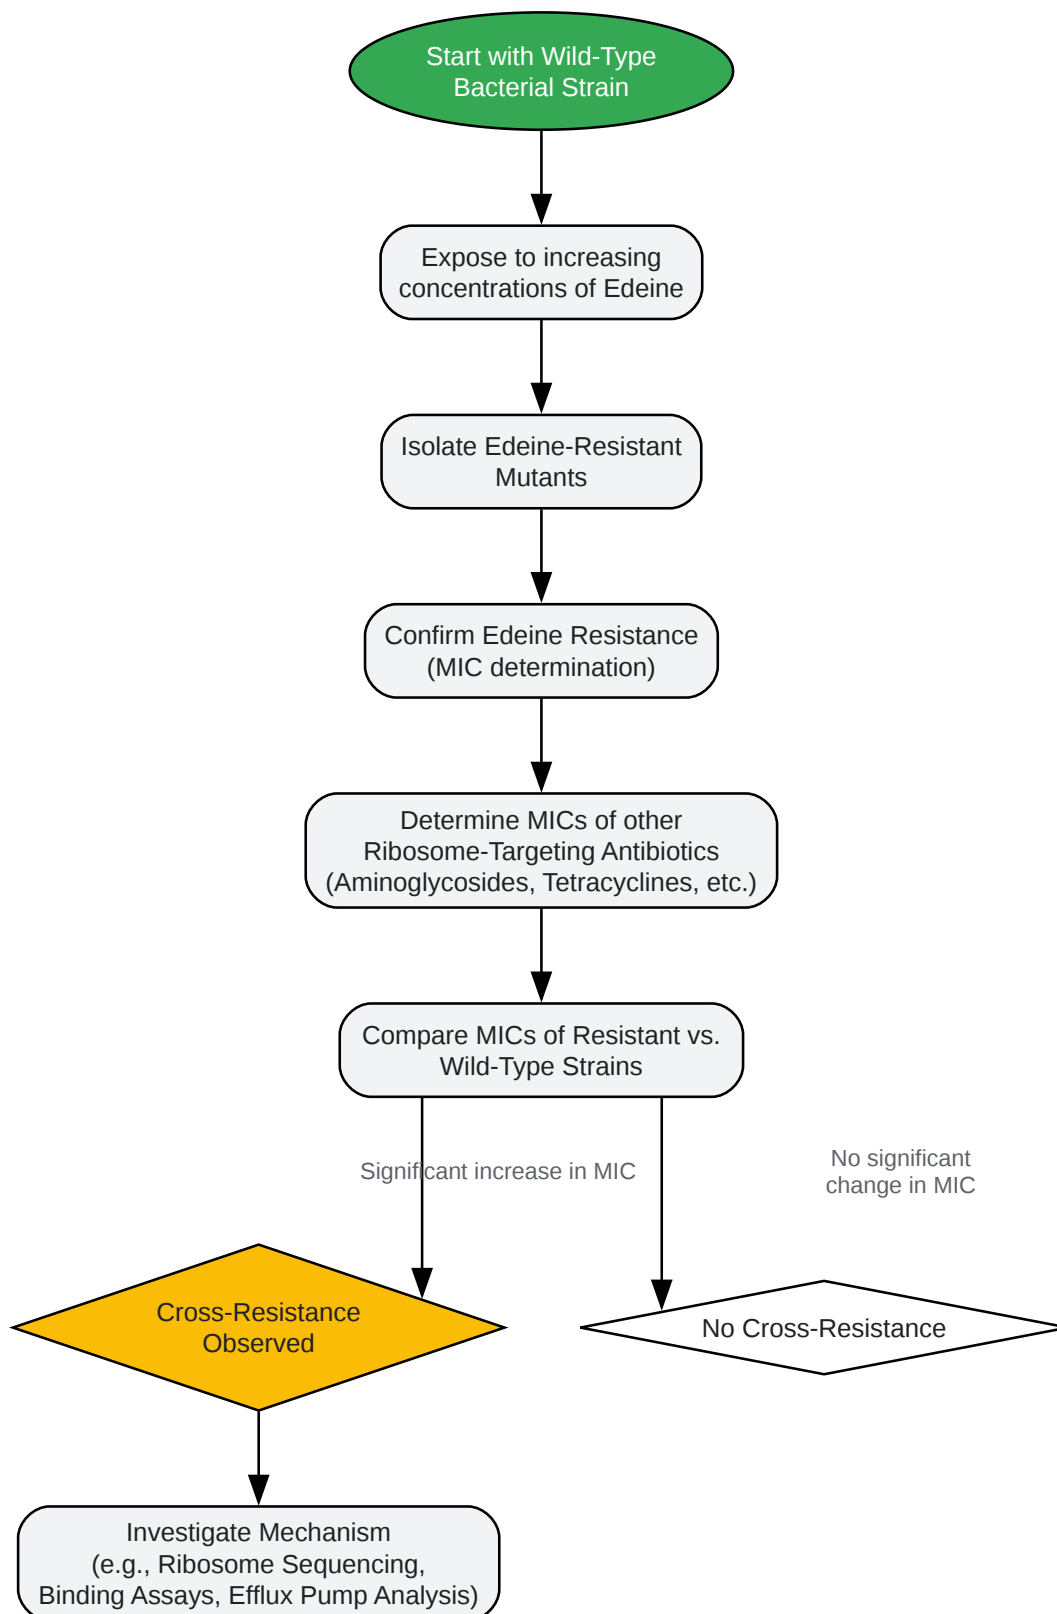 Start with Wild-Type
Bacterial Strain
Expose to increasing
concentrations of Edeine
Isolate Edeine-Resistant
Mutants
Confirm Edeine Resistance
(MIC determination)
Determine MICs of other
Ribosome-Targeting Antibiotics
(Aminoglycosides, Tetracyclines, etc.)
Compare MICs of Resistant vs.
Wild-Type Strains
Significant increase in MIC
No significant
change in MIC
Cross-Resistance
Observed
No Cross-Resistance
Investigate Mechanism
(e.g., Ribosome Sequencing,
Binding Assays, Efflux Pump Analysis)